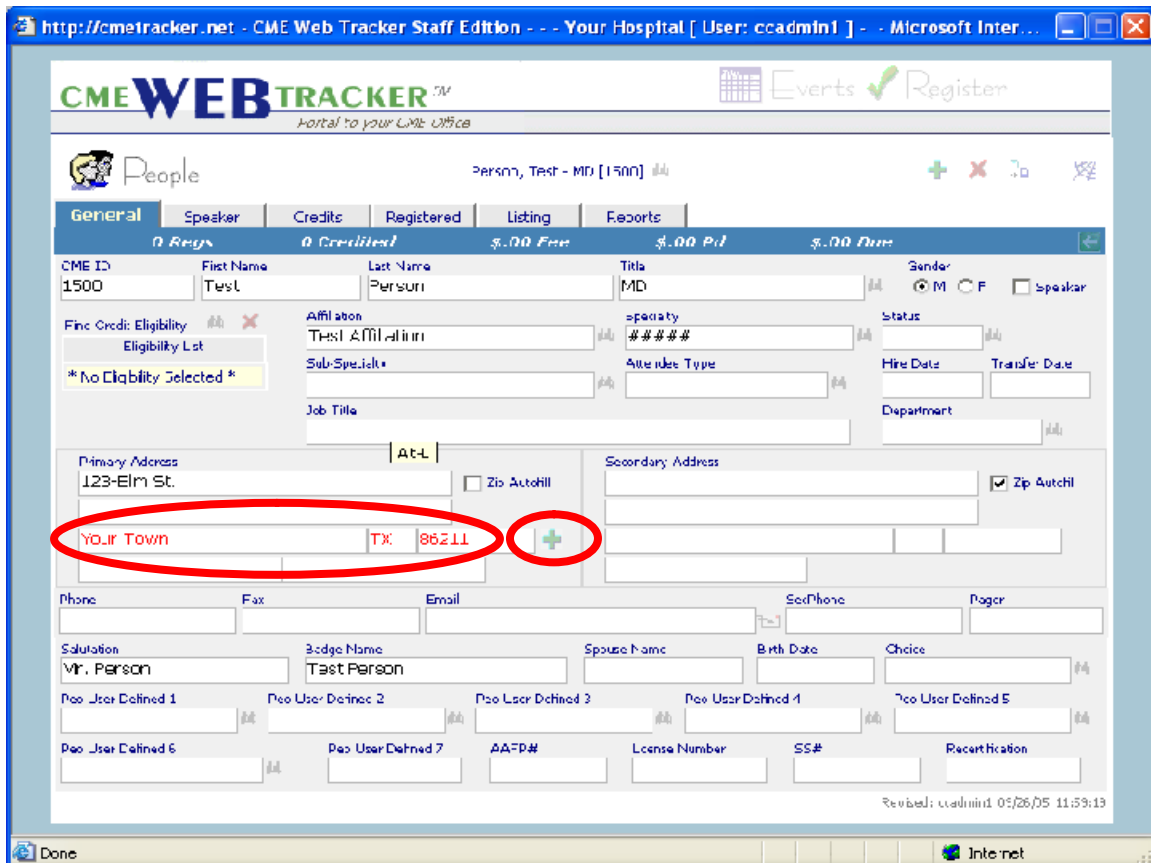 http://cmetracker.net - CME Web Tracker Staff Edition - - - Your Hospital [ User: ccadmin1 ] - - Microsoft Inter...
CME WEB TRACKER
Portal to your CME Office
Events Register
People
Person, Test - MD [1500]
General Speaker Credits Registered Listing Reports
0 Regs 0 Credited $.00 Fee $.00 Pd $.00 Due
CME ID First Name Last Name Title Gender
1500 Test Person MD M F Speaker
Find Credit Eligibility Affiliation Specialty Status
Eligibility List Test Affiliation #####
* No Eligibility Selected * Sub-Specialty Attendee Type Hire Date Transfer Date
Job Title Department
Alt-L
Primary Address Secondary Address
123-Elm St. Zip Autofill Zip Autofill
Your Town TX 86211
Phone Fax Email SecPhone Pager
Salutation Badge Name Spouse Name Birth Date Choice
Mr. Person Test Person
Peo User Defined 1 Peo User Defined 2 Peo User Defined 3 Peo User Defined 4 Peo User Defined 5
Peo User Defined 6 Peo User Defined 7 AAFP# License Number SS# Recertification
Revised: ccadmin1 09/26/05 11:59:19
Done Internet